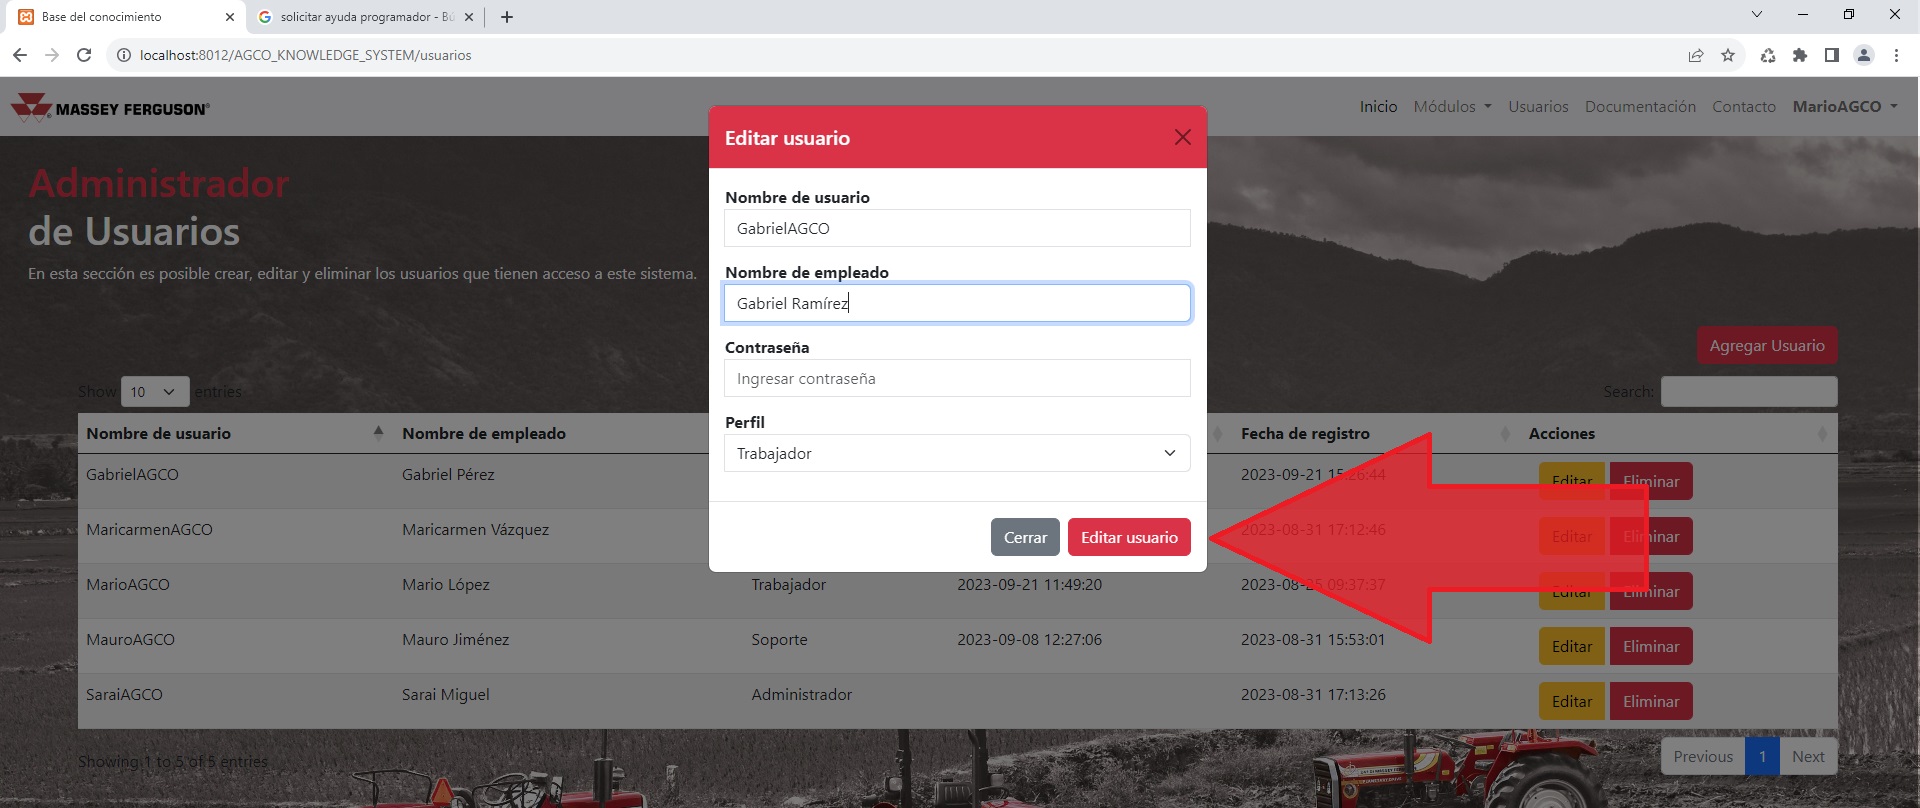 Base del conocimiento
solicitar ayuda programador - Bú
localhost:8012/AGCO_KNOWLEDGE_SYSTEM/usuarios
MASSEY FERGUSON
Inicio Módulos Usuarios Documentación Contacto MarioAGCO
Administrador
de Usuarios
En esta sección es posible crear, editar y eliminar los usuarios que tienen acceso a este sistema.
Editar usuario
Nombre de usuario
GabrielAGCO
Nombre de empleado
Gabriel Ramírez
Contraseña
Ingresar contraseña
Perfil
Trabajador
Cerrar Editar usuario
Agregar Usuario
Show 10 entries
Search:
Nombre de usuario Nombre de empleado Fecha de registro Acciones
GabrielAGCO Gabriel Pérez 2023-09-21 15:26:44 Editar Eliminar
MaricarmenAGCO Maricarmen Vázquez 2023-08-31 17:12:46 Editar Eliminar
MarioAGCO Mario López Trabajador 2023-09-21 11:49:20 2023-08-25 09:37:37 Editar Eliminar
MauroAGCO Mauro Jiménez Soporte 2023-09-08 12:27:06 2023-08-31 15:53:01 Editar Eliminar
SaraiAGCO Sarai Miguel Administrador 2023-08-31 17:13:26 Editar Eliminar
Showing 1 to 5 of 5 entries
Previous 1 Next